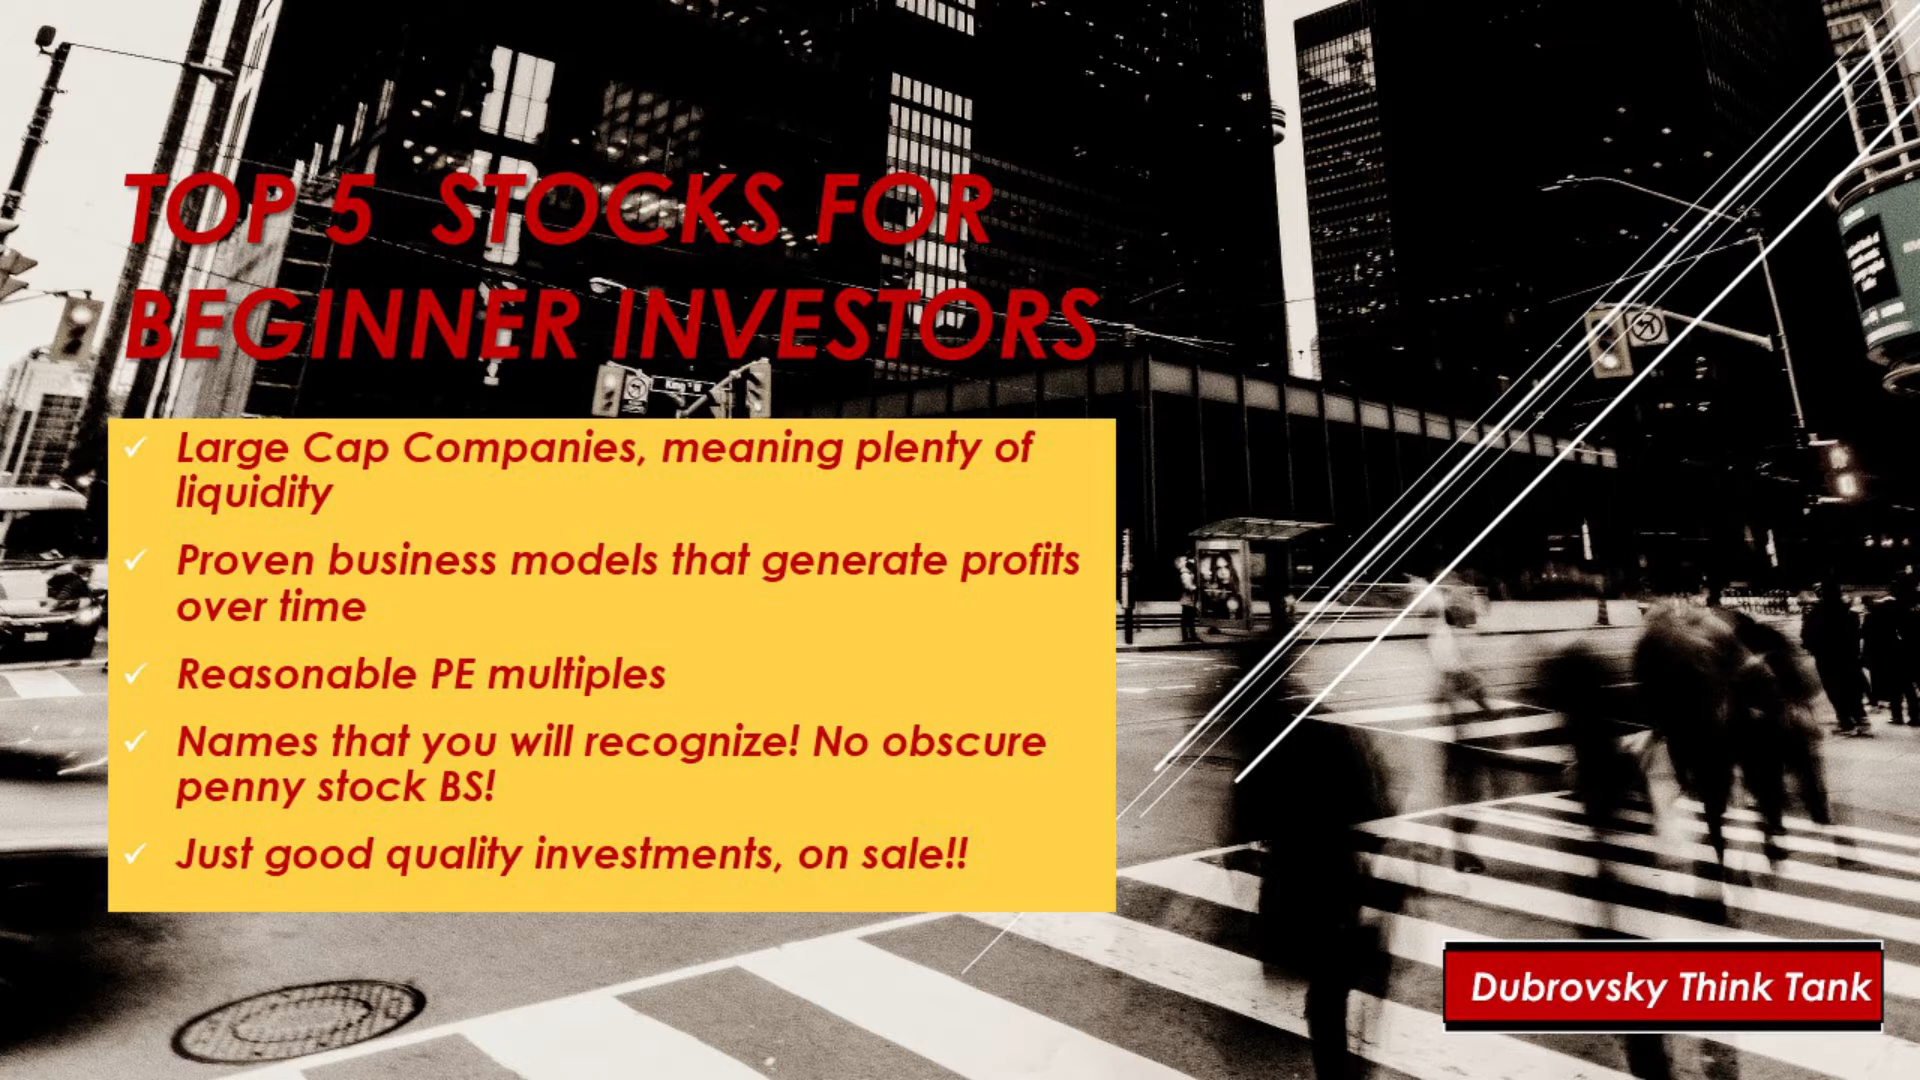 TOP 5 STOCKS FOR
BEGINNER INVESTORS
King St W
✓ Large Cap Companies, meaning plenty of
liquidity
✓ Proven business models that generate profits
over time
✓ Reasonable PE multiples
✓ Names that you will recognize! No obscure
penny stock BS!
✓ Just good quality investments, on sale!!
Dubrovsky Think Tank